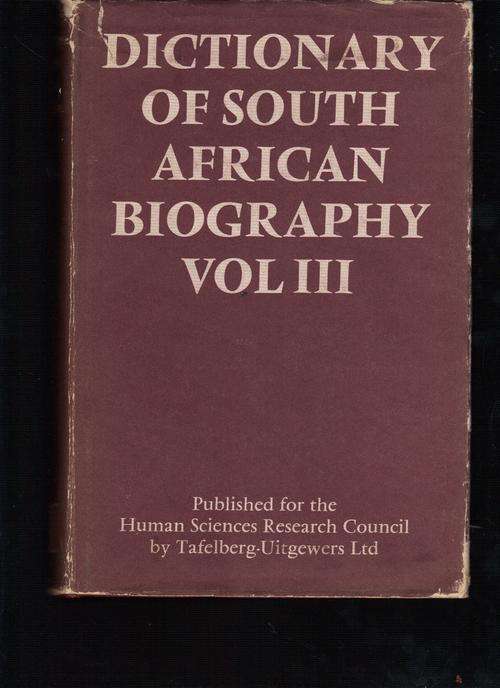 DICTIONARY
OF SOUTH
AFRICAN
BIOGRAPHY
VOL III
Published for the
Human Sciences Research Council
by Tafelberg-Uitgewers Ltd